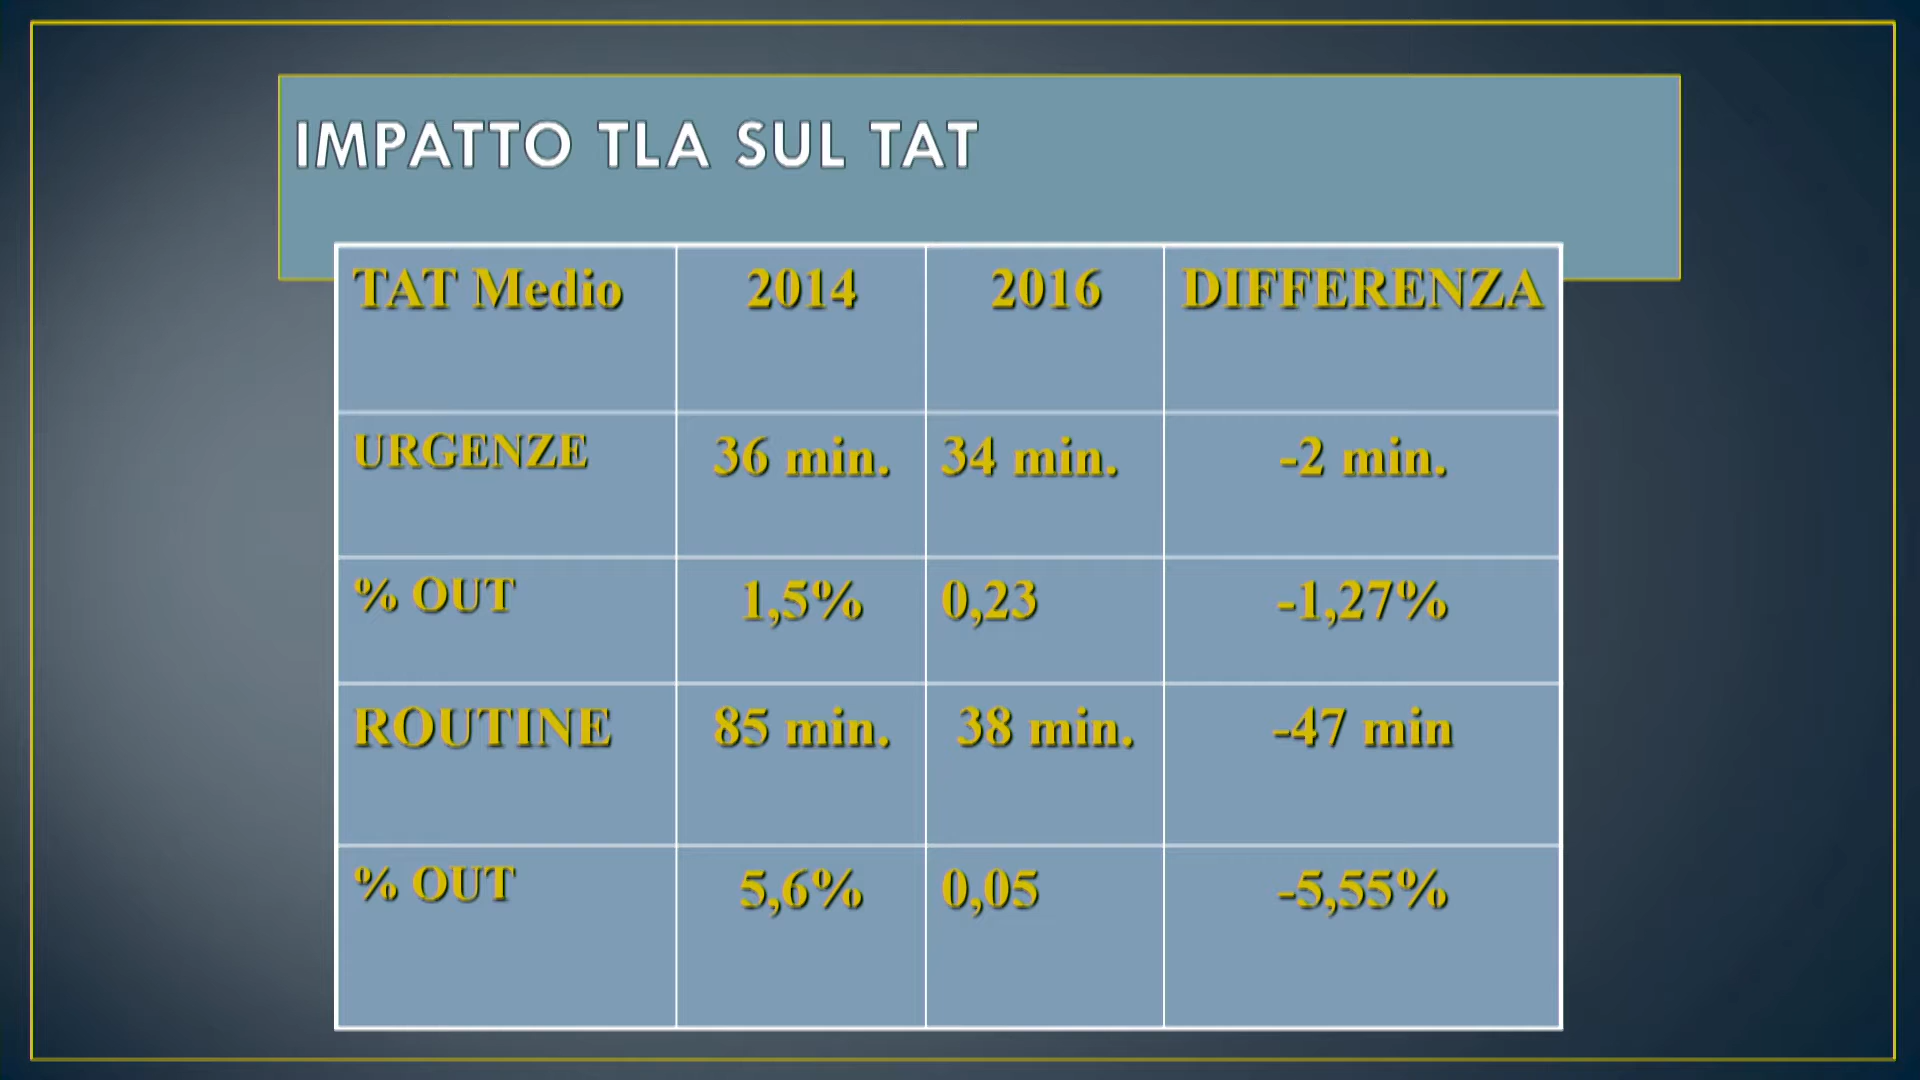 IMPATTO TLA SUL TAT
TAT Medio 2014 2016 DIFFERENZA
URGENZE 36 min. 34 min. -2 min.
% OUT 1,5% 0,23 -1,27%
ROUTINE 85 min. 38 min. -47 min
% OUT 5,6% 0,05 -5,55%